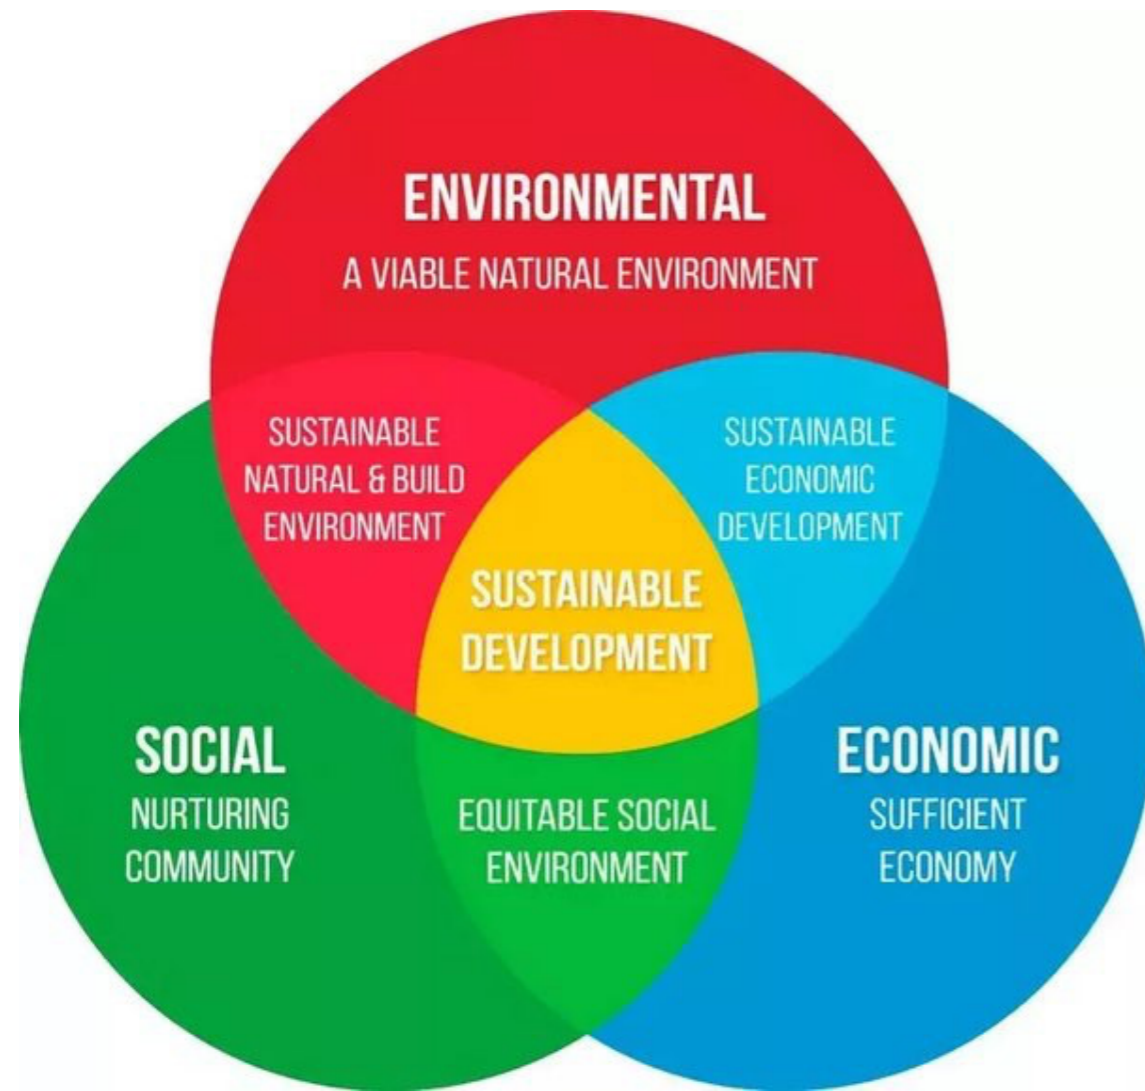 ENVIRONMENTAL
A VIABLE NATURAL ENVIRONMENT
SUSTAINABLE
NATURAL & BUILD
ENVIRONMENT
SUSTAINABLE
ECONOMIC
DEVELOPMENT
SUSTAINABLE
DEVELOPMENT
SOCIAL
NURTURING
COMMUNITY
EQUITABLE SOCIAL
ENVIRONMENT
ECONOMIC
SUFFICIENT
ECONOMY